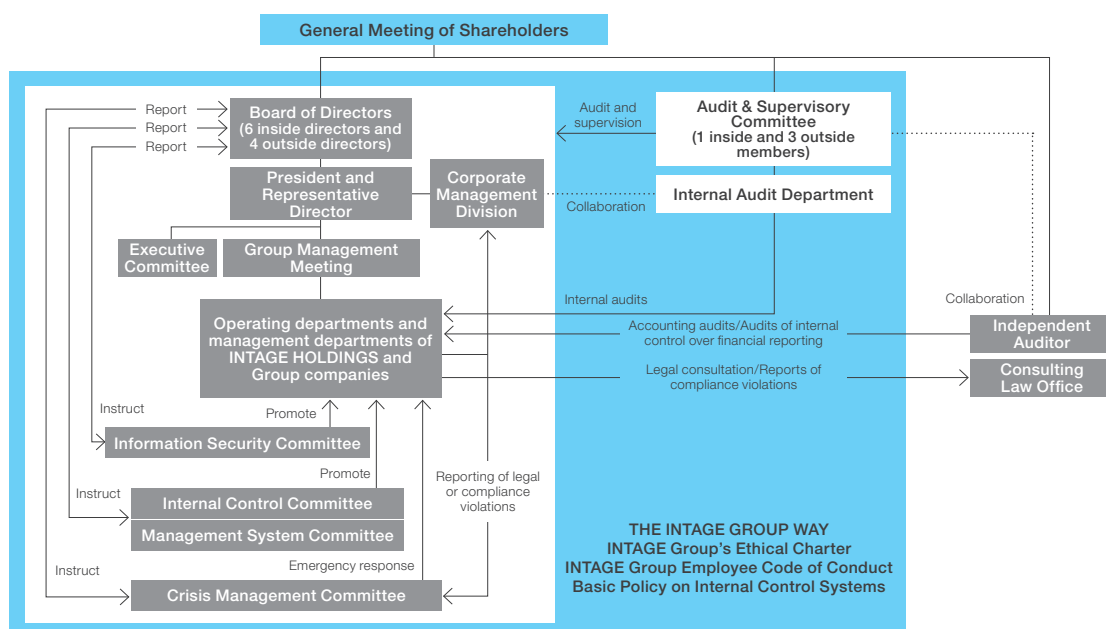 General Meeting of Shareholders
Report
Report
Report
Board of Directors
(6 inside directors and
4 outside directors)
Audit and
supervision
Audit & Supervisory
Committee
(1 inside and 3 outside
members)
President and
Representative
Director
Corporate
Management
Division
Collaboration
Internal Audit Department
Executive
Committee
Group Management
Meeting
Internal audits
Collaboration
Operating departments and
management departments of
INTAGE HOLDINGS and
Group companies
Accounting audits/Audits of internal
control over financial reporting
Independent
Auditor
Legal consultation/Reports of
compliance violations
Consulting
Law Office
Instruct
Promote
Information Security Committee
Promote
Reporting of legal
or compliance
violations
Instruct
Internal Control Committee
Management System Committee
Emergency response
Instruct
Crisis Management Committee
THE INTAGE GROUP WAY
INTAGE Group's Ethical Charter
INTAGE Group Employee Code of Conduct
Basic Policy on Internal Control Systems